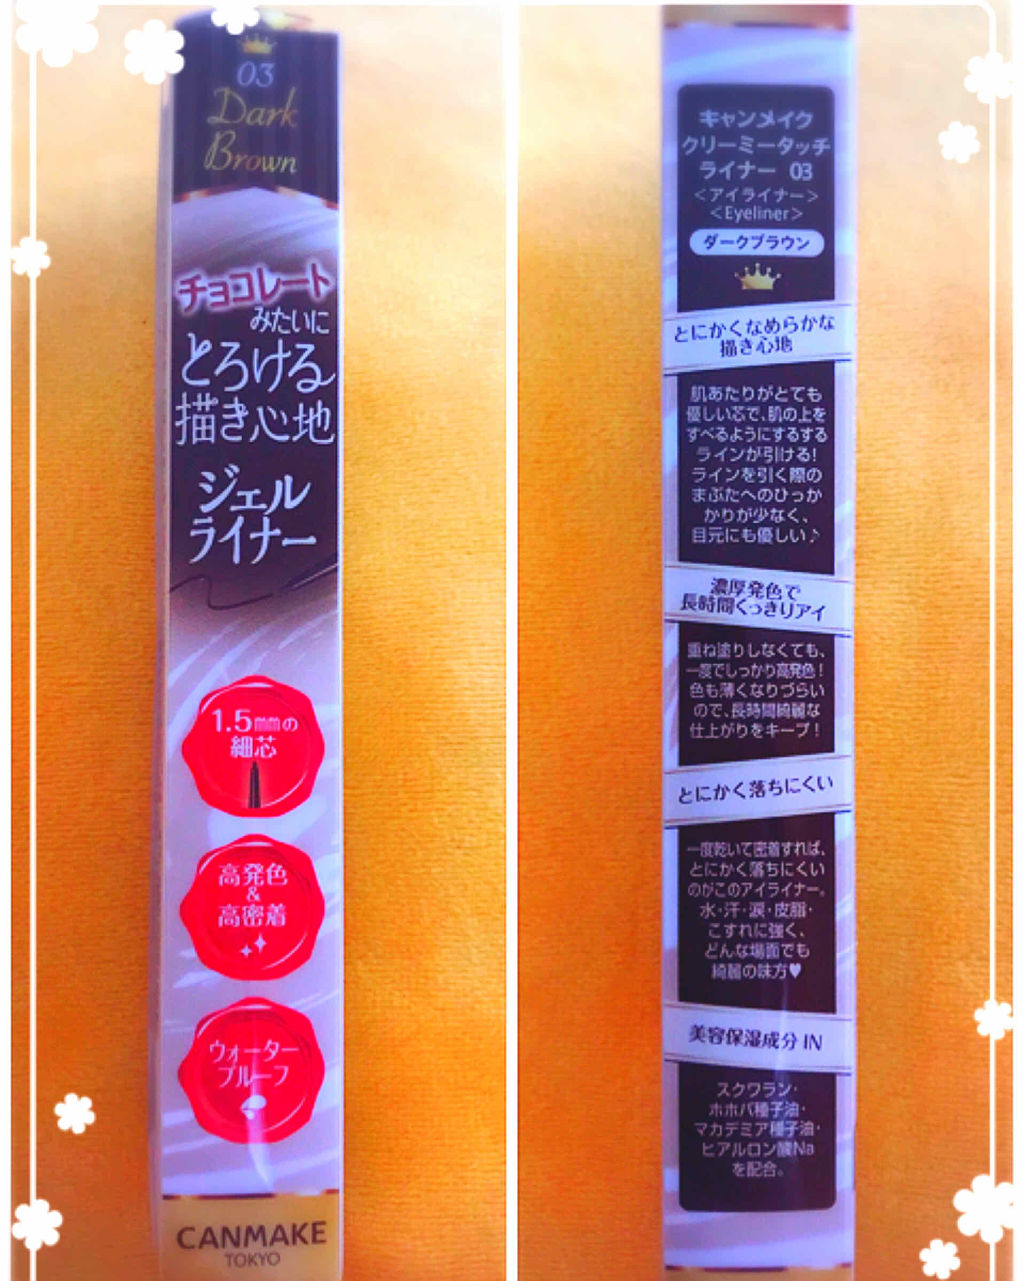 03
Dark
Brown
チョコレート
みたいに
とろける
描き心地
ジェル
ライナー
1.5mmの
細芯
高発色
&
高密着
ウォーター
プルーフ
CANMAKE
TOKYO
キャンメイク
クリーミータッチ
ライナー 03
<アイライナー>
<Eyeliner>
ダークブラウン
とにかくなめらかな
描き心地
肌あたりがとても
優しい芯で、肌の上を
すべるようにするする
ラインが引ける!
ラインを引く際の
まぶたへのひっか
かりが少なく、
目元にも優しい♪
濃厚発色で
長時間くっきりアイ
重ね塗りしなくても、
一度でしっかり高発色!
色も薄くなりづらい
ので、長時間綺麗な
仕上がりをキープ!
とにかく落ちにくい
一度乾いて密着すれば、
とにかく落ちにくい
のがこのアイライナー。
水・汗・涙・皮脂・
こすれに強く、
どんな場面でも
綺麗の味方♥
美容保湿成分 IN
スクワラン・
ホホバ種子油・
マカデミア種子油・
ヒアルロン酸Na
を配合。